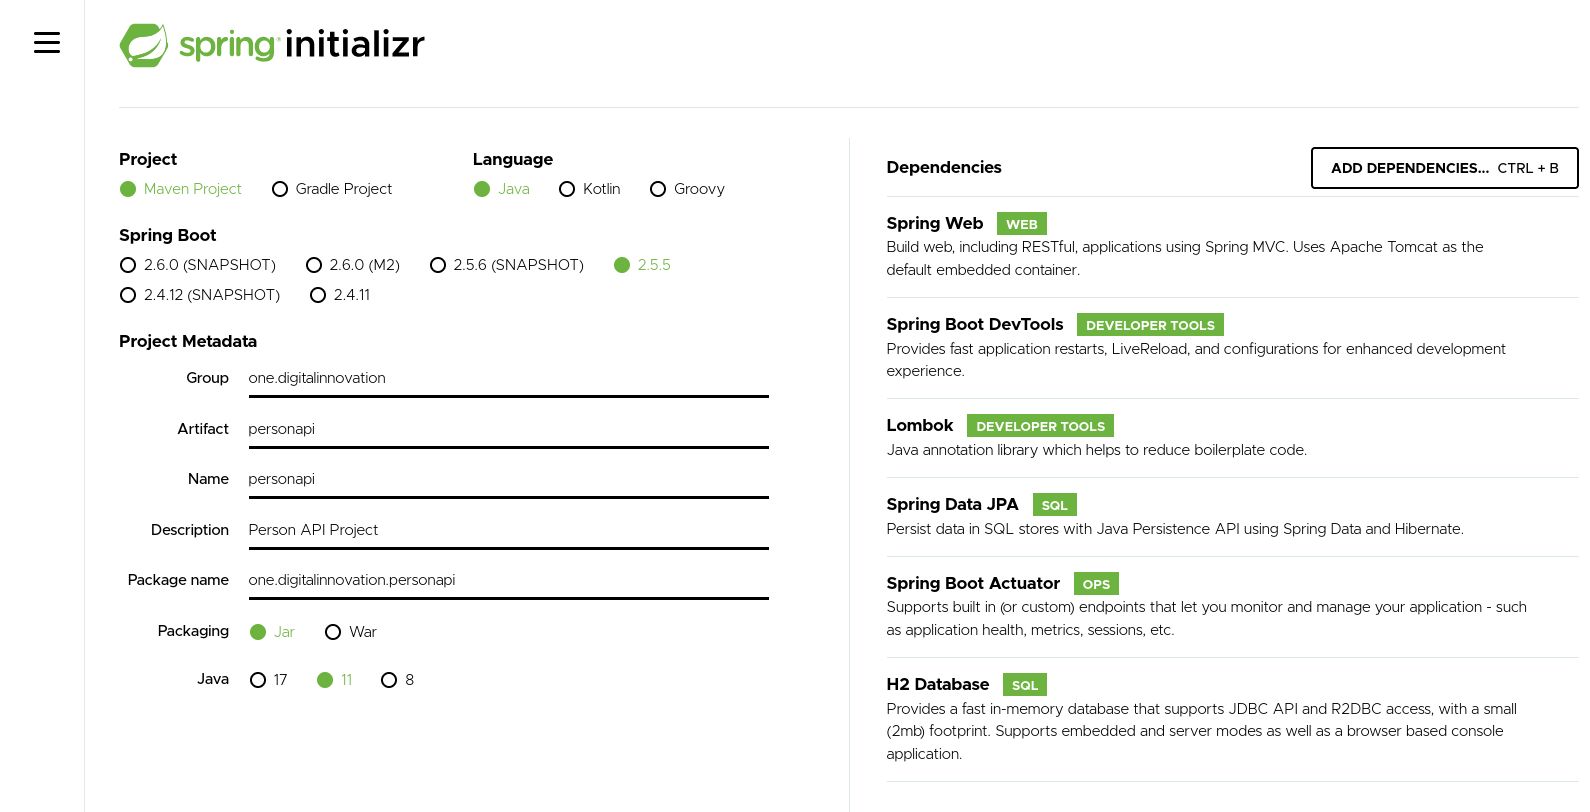 spring initializr
Project
Maven Project Gradle Project
Language
Java Kotlin Groovy
Spring Boot
2.6.0 (SNAPSHOT) 2.6.0 (M2) 2.5.6 (SNAPSHOT) 2.5.5
2.4.12 (SNAPSHOT) 2.4.11
Project Metadata
Group one.digitalinnovation
Artifact personapi
Name personapi
Description Person API Project
Package name one.digitalinnovation.personapi
Packaging Jar War
Java 17 11 8
Dependencies ADD DEPENDENCIES... CTRL + B
Spring Web WEB
Build web, including RESTful, applications using Spring MVC. Uses Apache Tomcat as the
default embedded container.
Spring Boot DevTools DEVELOPER TOOLS
Provides fast application restarts, LiveReload, and configurations for enhanced development
experience.
Lombok DEVELOPER TOOLS
Java annotation library which helps to reduce boilerplate code.
Spring Data JPA SQL
Persist data in SQL stores with Java Persistence API using Spring Data and Hibernate.
Spring Boot Actuator OPS
Supports built in (or custom) endpoints that let you monitor and manage your application - such
as application health, metrics, sessions, etc.
H2 Database SQL
Provides a fast in-memory database that supports JDBC API and R2DBC access, with a small
(2mb) footprint. Supports embedded and server modes as well as a browser based console
application.